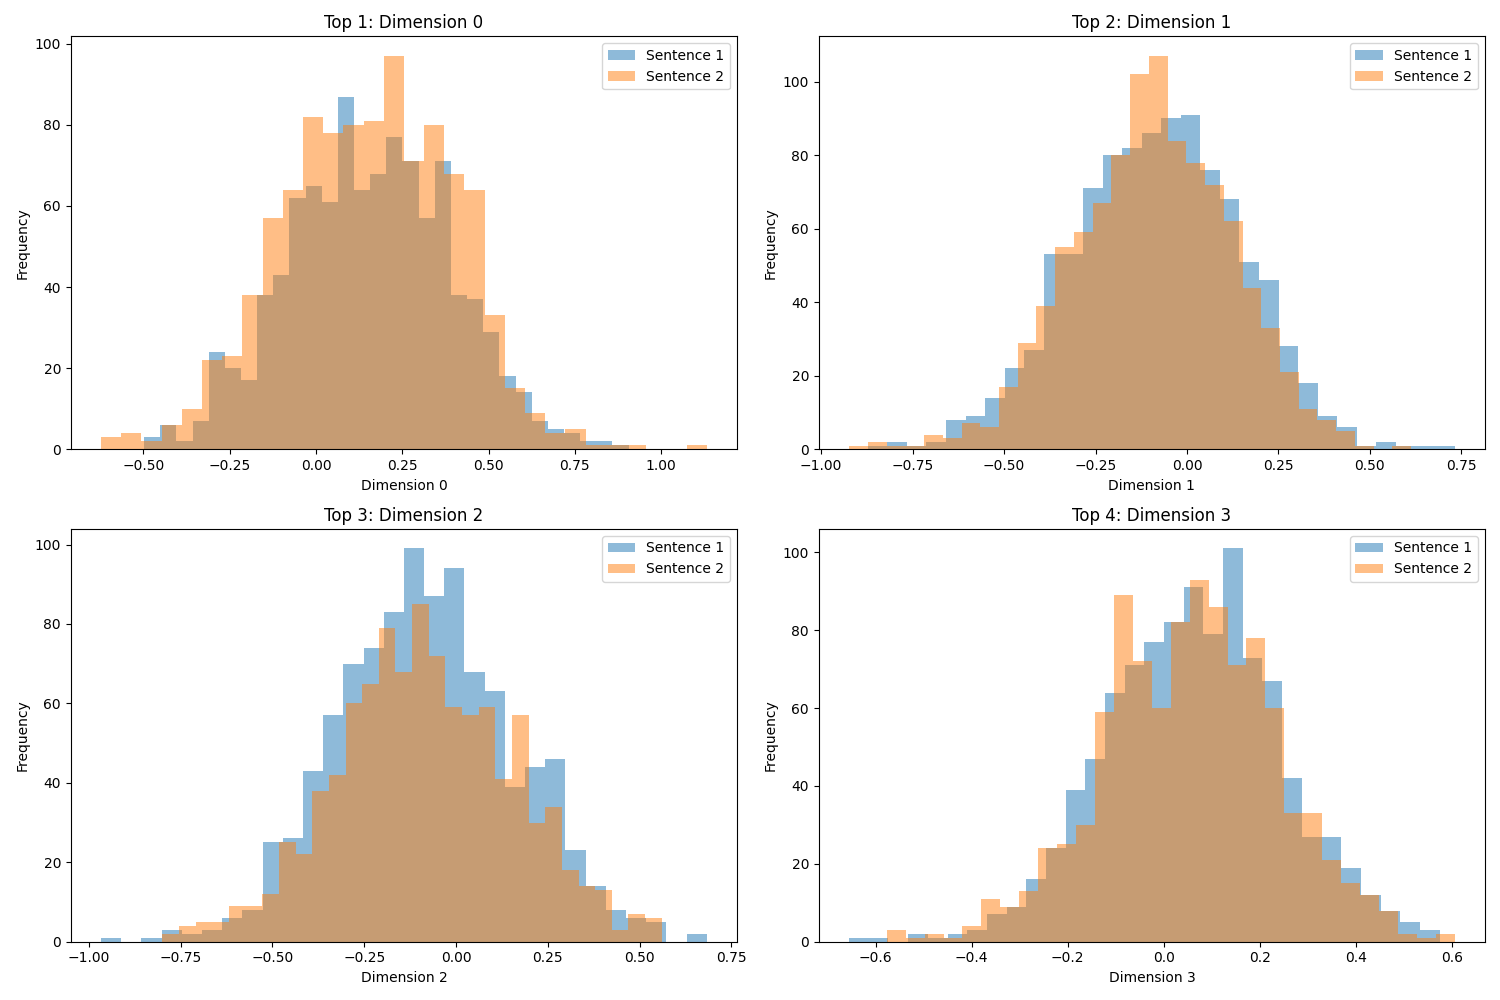 Top 1: Dimension 0
Sentence 1
Sentence 2
Frequency
100
80
60
40
20
0
−0.50 −0.25 0.00 0.25 0.50 0.75 1.00
Dimension 0
Top 2: Dimension 1
Sentence 1
Sentence 2
Frequency
100
80
60
40
20
0
−1.00 −0.75 −0.50 −0.25 0.00 0.25 0.50 0.75
Dimension 1
Top 3: Dimension 2
Sentence 1
Sentence 2
Frequency
100
80
60
40
20
0
−1.00 −0.75 −0.50 −0.25 0.00 0.25 0.50 0.75
Dimension 2
Top 4: Dimension 3
Sentence 1
Sentence 2
Frequency
100
80
60
40
20
0
−0.6 −0.4 −0.2 0.0 0.2 0.4 0.6
Dimension 3